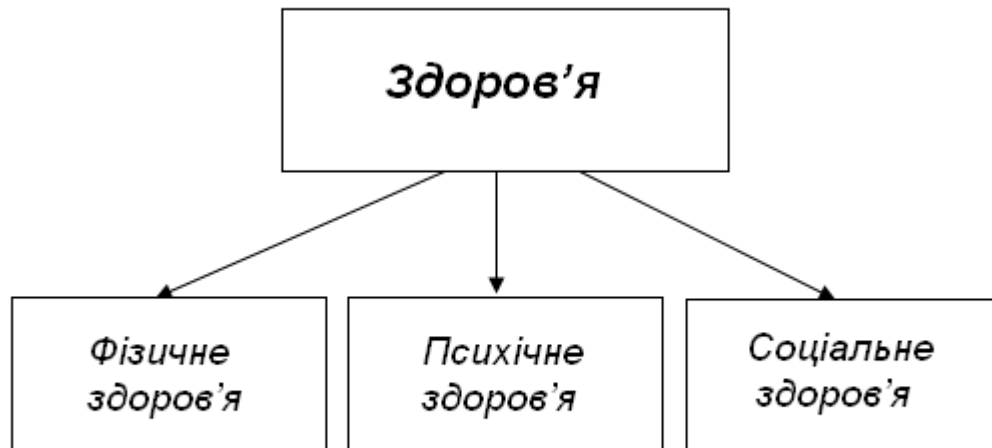 Здоров’я
Фізичне
здоров’я
Психічне
здоров’я
Соціальне
здоров’я